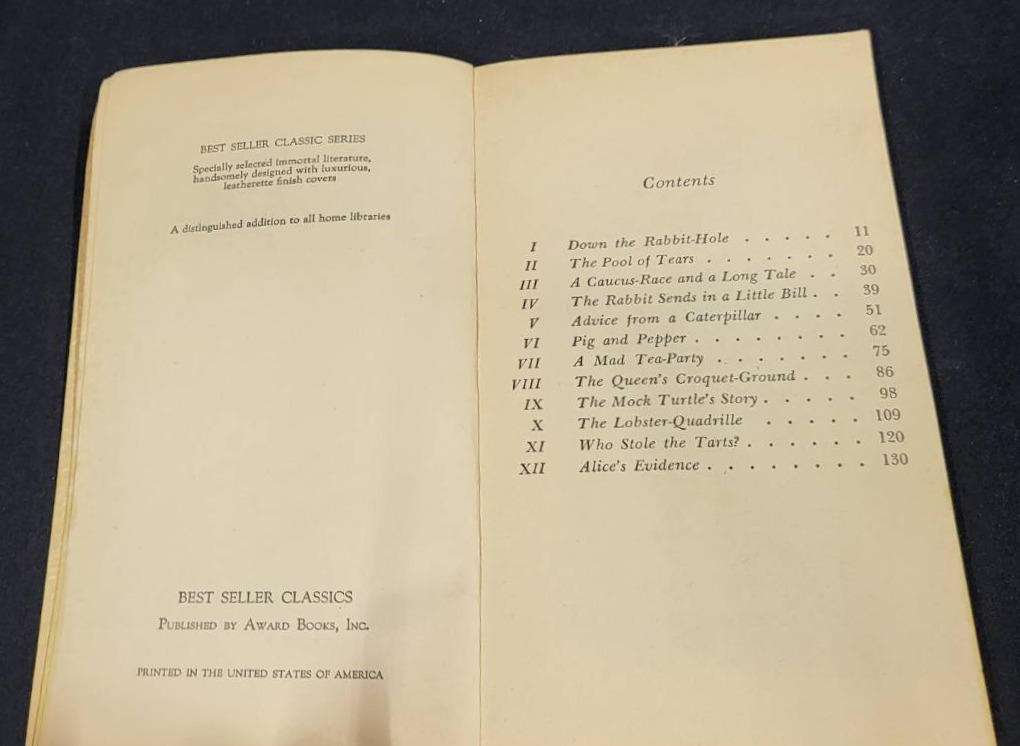 BEST SELLER CLASSIC SERIES
Specially selected immortal literature,
handsomely designed with luxurious,
leatherette finish covers
A distinguished addition to all home libraries
BEST SELLER CLASSICS
PUBLISHED BY AWARD BOOKS, INC.
PRINTED IN THE UNITED STATES OF AMERICA
Contents
I Down the Rabbit-Hole . . . . . 11
II The Pool of Tears . . . . . . . 20
III A Caucus-Race and a Long Tale . . 30
IV The Rabbit Sends in a Little Bill . . 39
V Advice from a Caterpillar . . . . 51
VI Pig and Pepper . . . . . . . . 62
VII A Mad Tea-Party . . . . . . . 75
VIII The Queen's Croquet-Ground . . . 86
IX The Mock Turtle's Story . . . . . 98
X The Lobster-Quadrille . . . . . 109
XI Who Stole the Tarts? . . . . . . 120
XII Alice's Evidence . . . . . . . . 130